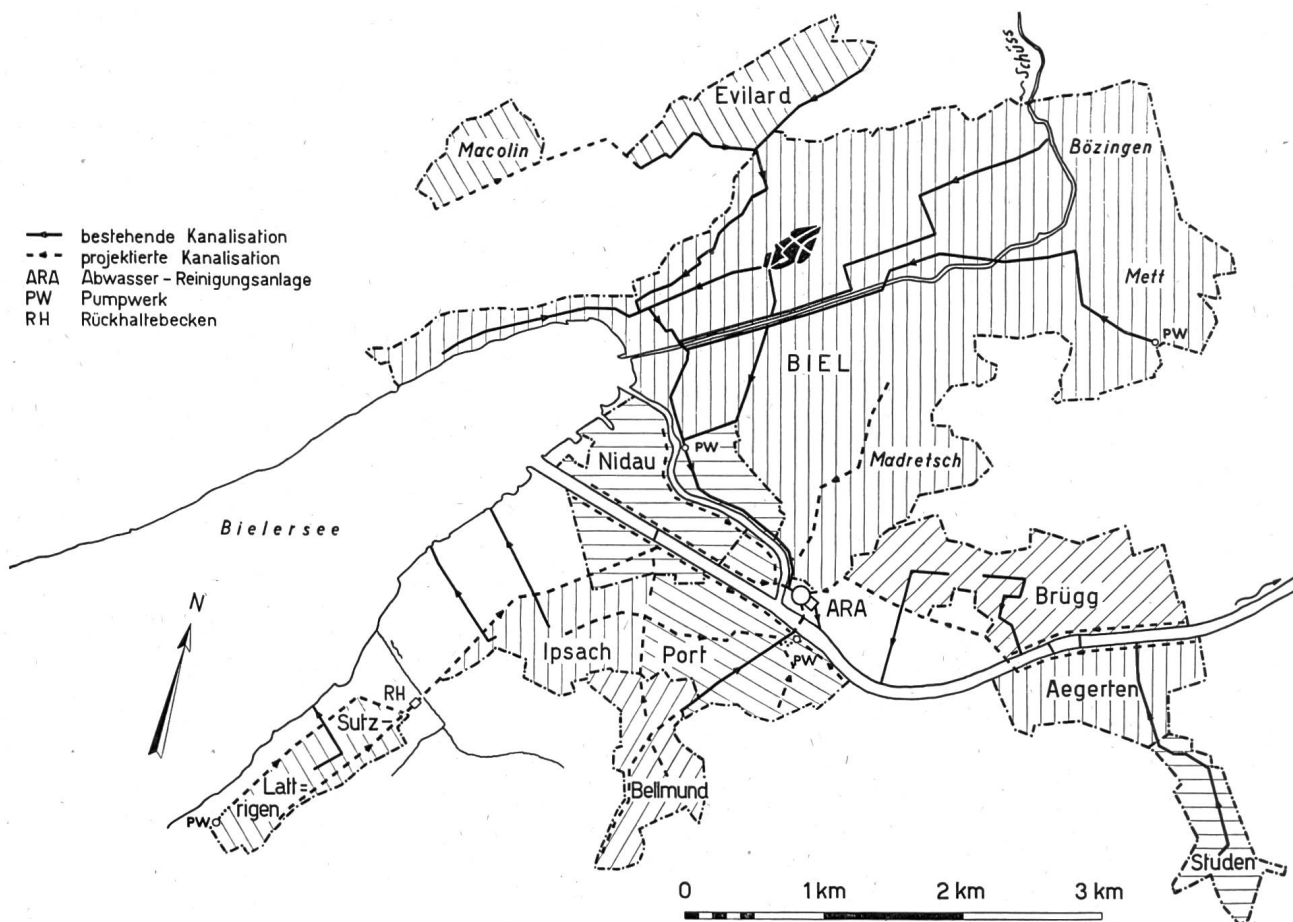 Schüss
Evilard
Macolin
Bözingen
bestehende Kanalisation
projektierte Kanalisation
ARA Abwasser-Reinigungsanlage
PW Pumpwerk
RH Rückhaltebecken
Mett
PW
BIEL
Nidau
PW
Madretsch
Bielersee
N
ARA
Brügg
Ipsach
Port
PW
RH
Aegerten
Sutz-
Latt=
rigen
Bellmund
PW
Studen
0 1km 2 km 3 km